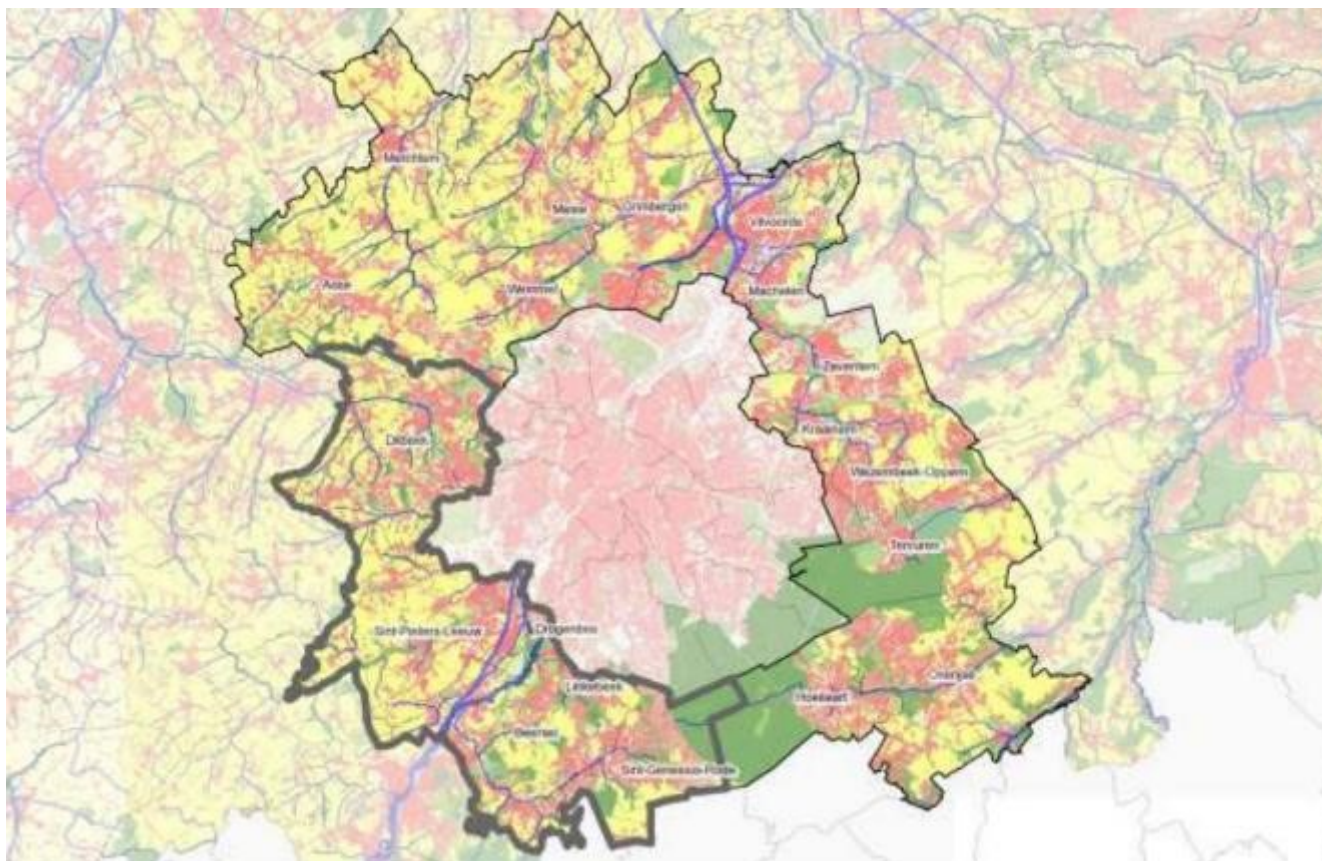 Merchtem
Meise
Grimbergen
Vilvoorde
Asse
Wemmel
Machelen
Zaventem
Dilbeek
Kraainem
Wezembeek-Oppem
Tervuren
Sint-Pieters-Leeuw
Drogenbos
Linkebeek
Hoeilaart
Overijse
Beersel
Sint-Genesius-Rode